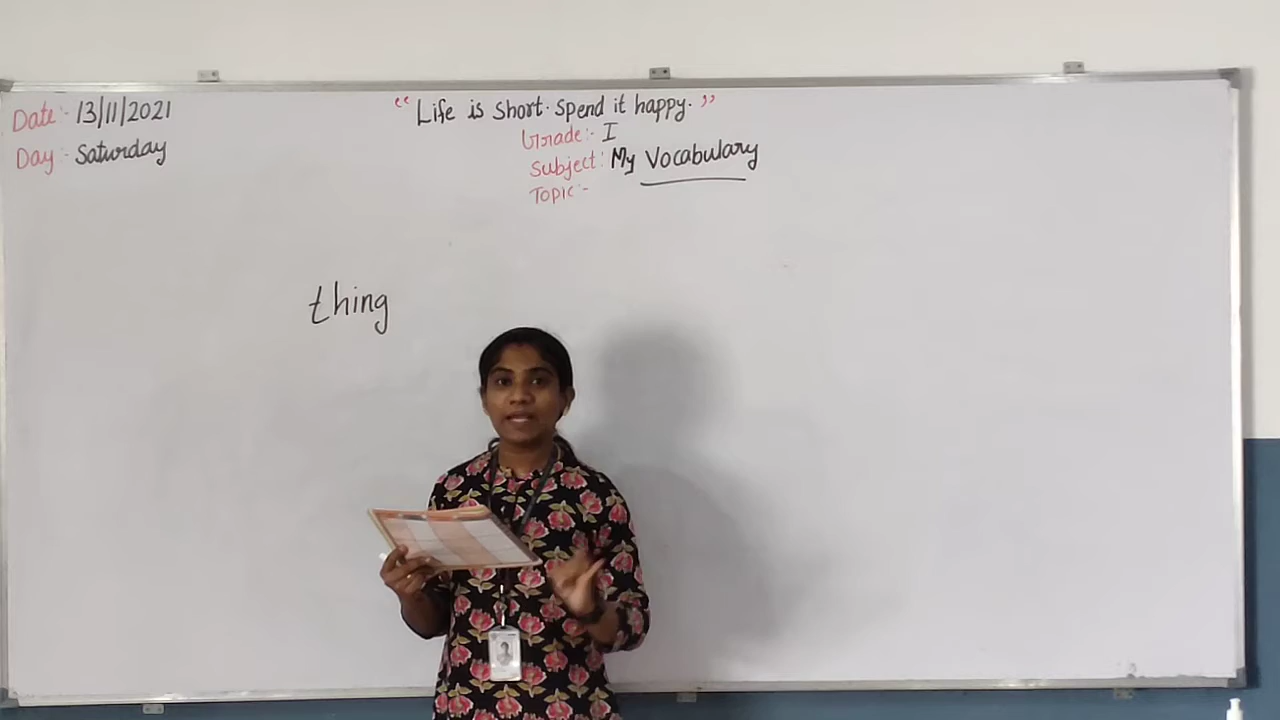 Date:- 13/11/2021
Day:- Saturday
"Life is short. spend it happy."
Grade:- I
Subject: My Vocabulary
Topic:-
thing